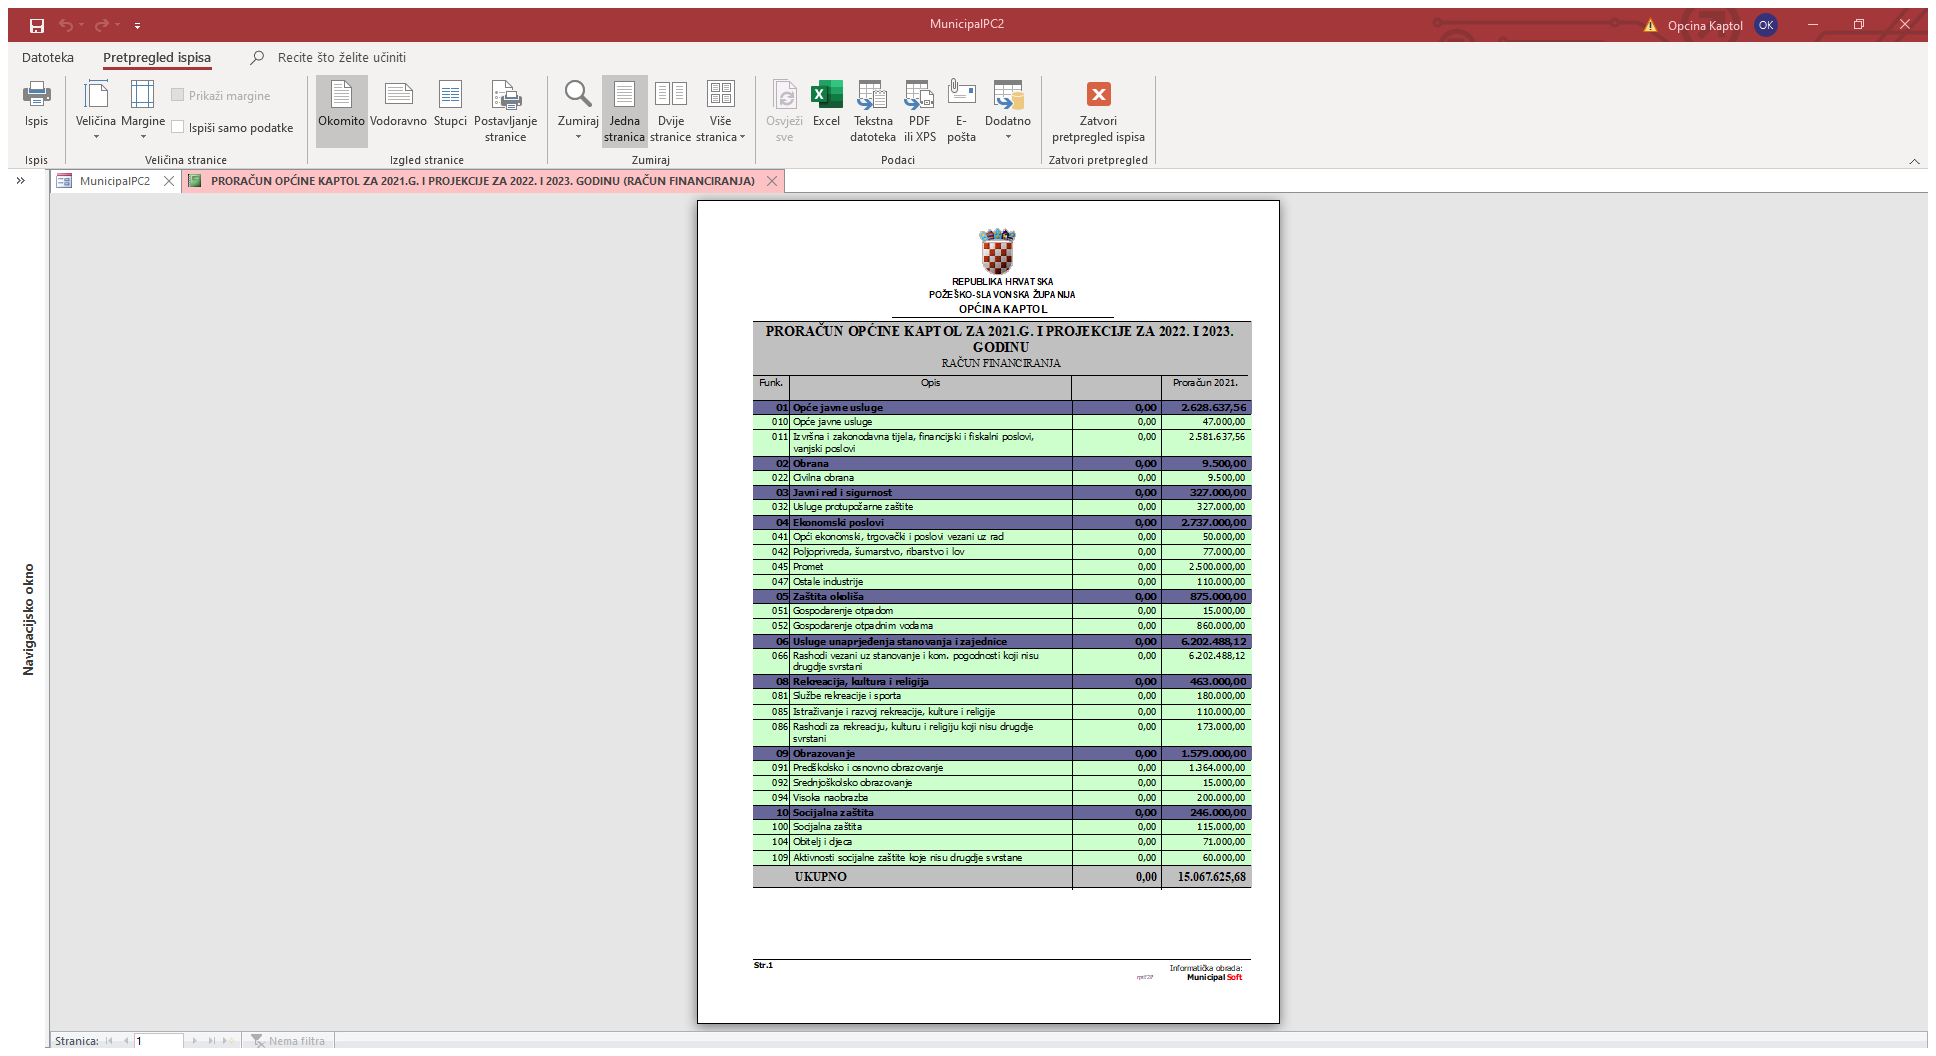 MunicipalPC2
Opcina Kaptol
OK
Datoteka
Pretpregled ispisa
Recite što želite učiniti
Ispis
Veličina
Margine
Prikaži margine
Ispiši samo podatke
Okomito
Vodoravno
Stupci
Postavljanje
stranice
Zumiraj
Jedna
stranica
Dvije
stranice
Više
stranica
Osvježi
sve
Excel
Tekstna
datoteka
PDF
ili XPS
E-
pošta
Dodatno
Zatvori
pretpregled ispisa
Ispis
Veličina stranice
Izgled stranice
Zumiraj
Podaci
Zatvori pretpregled
MunicipalPC2
PRORAČUN OPĆINE KAPTOL ZA 2021.G. I PROJEKCIJE ZA 2022. I 2023. GODINU (RAČUN FINANCIRANJA)
Navigacijsko okno
REPUBLIKA HRVATSKA
POŽEŠKO-SLAVONSKA ŽUPANIJA
OPĆINA KAPTOL
PRORAČUN OPĆINE KAPTOL ZA 2021.G. I PROJEKCIJE ZA 2022. I 2023.
GODINU
RAČUN FINANCIRANJA
Funk. Opis Proračun 2021.
01 Opće javne usluge 0,00 2.628.637,56
010 Opće javne usluge 0,00 47.000,00
011 Izvršna i zakonodavna tijela, financijski i fiskalni poslovi, 0,00 2.581.637,56
vanjski poslovi
02 Obrana 0,00 9.500,00
022 Civilna obrana 0,00 9.500,00
03 Javni red i sigurnost 0,00 327.000,00
032 Usluge protupožarne zaštite 0,00 327.000,00
04 Ekonomski poslovi 0,00 2.737.000,00
041 Opći ekonomski, trgovački i poslovi vezani uz rad 0,00 50.000,00
042 Poljoprivreda, šumarstvo, ribarstvo i lov 0,00 77.000,00
045 Promet 0,00 2.500.000,00
047 Ostale industrije 0,00 110.000,00
05 Zaštita okoliša 0,00 875.000,00
051 Gospodarenje otpadom 0,00 15.000,00
052 Gospodarenje otpadnim vodama 0,00 860.000,00
06 Usluge unaprjeđenja stanovanja i zajednice 0,00 6.202.488,12
066 Rashodi vezani uz stanovanje i kom. pogodnosti koji nisu 0,00 6.202.488,12
drugdje svrstani
08 Rekreacija, kultura i religija 0,00 463.000,00
081 Službe rekreacije i sporta 0,00 180.000,00
085 Istraživanje i razvoj rekreacije, kulture i religije 0,00 110.000,00
086 Rashodi za rekreaciju, kulturu i religiju koji nisu drugdje 0,00 173.000,00
svrstani
09 Obrazovanje 0,00 1.579.000,00
091 Predškolsko i osnovno obrazovanje 0,00 1.364.000,00
092 Srednjoškolsko obrazovanje 0,00 15.000,00
094 Visoka naobrazba 0,00 200.000,00
10 Socijalna zaštita 0,00 246.000,00
100 Socijalna zaštita 0,00 115.000,00
104 Obitelj i djeca 0,00 71.000,00
109 Aktivnosti socijalne zaštite koje nisu drugdje svrstane 0,00 60.000,00
UKUPNO 0,00 15.067.625,68
Str.1
Informatička obrada:
Municipal Soft
Stranica: 1
Nema filtra